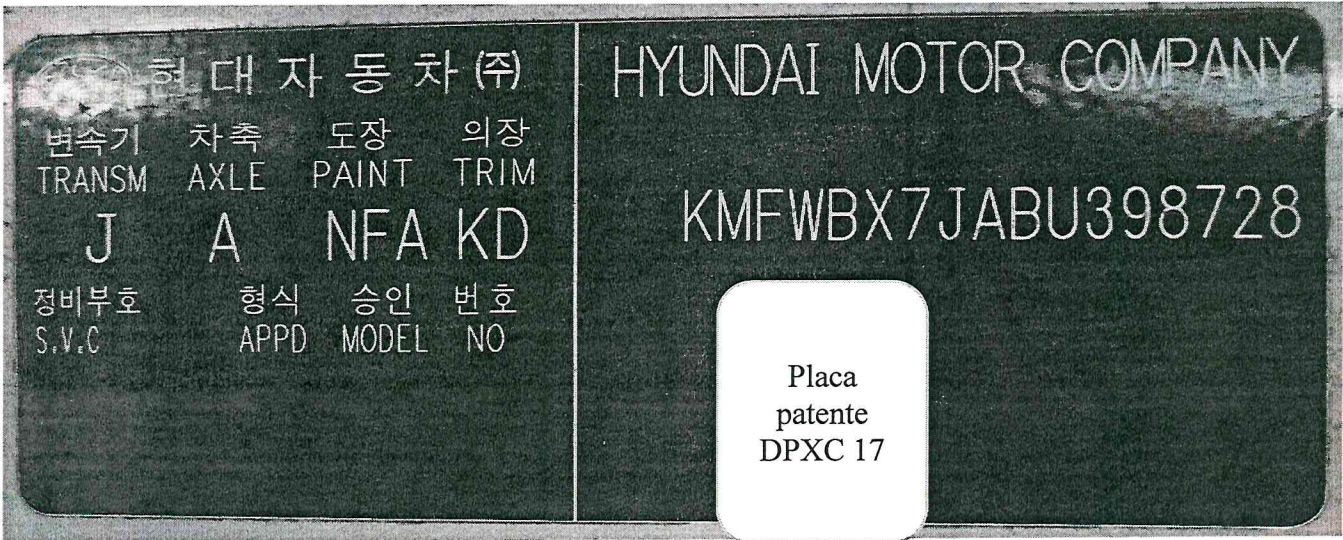 현대자동차㈜
변속기 차축 도장 의장
TRANSM AXLE PAINT TRIM
J A NFA KD
정비부호 형식 승인 번호
S.V.C APPD MODEL NO
HYUNDAI MOTOR COMPANY
KMFWBX7JABU398728
Placa
patente
DPXC 17